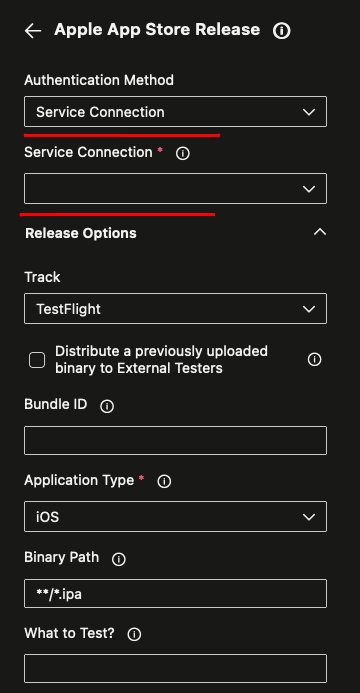 Apple App Store Release
Authentication Method
Service Connection
Service Connection *
Release Options
Track
TestFlight
Distribute a previously uploaded
binary to External Testers
Bundle ID
Application Type *
iOS
Binary Path
**/*.ipa
What to Test?